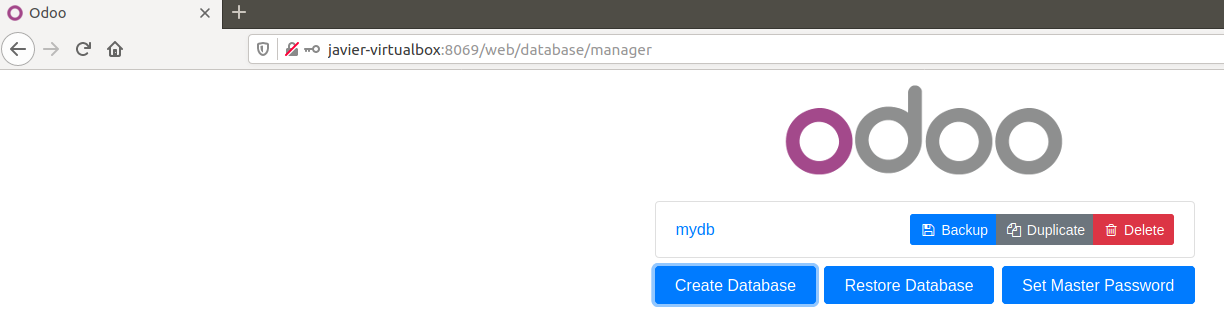 Odoo
javier-virtualbox:8069/web/database/manager
odoo
mydb Backup Duplicate Delete
Create Database Restore Database Set Master Password